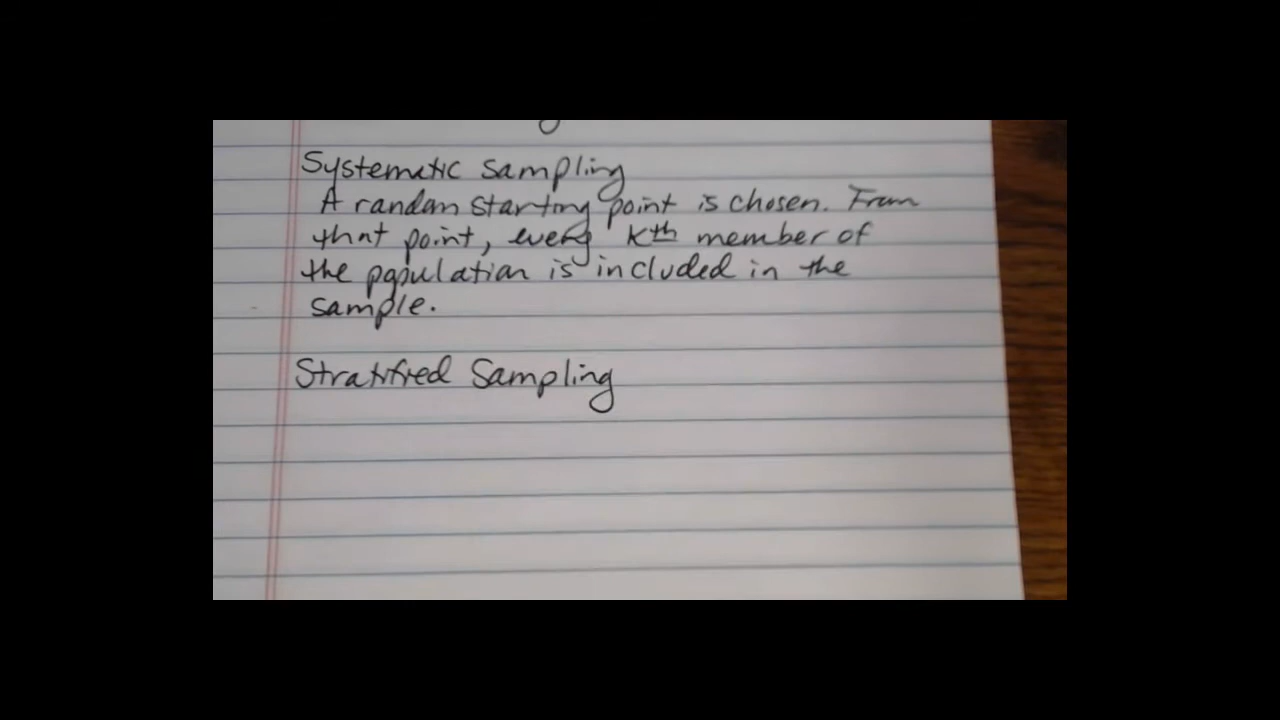 Systematic Sampling
A random starting point is chosen. From
that point, every Kth member of
the population is included in the
sample.
Stratified Sampling